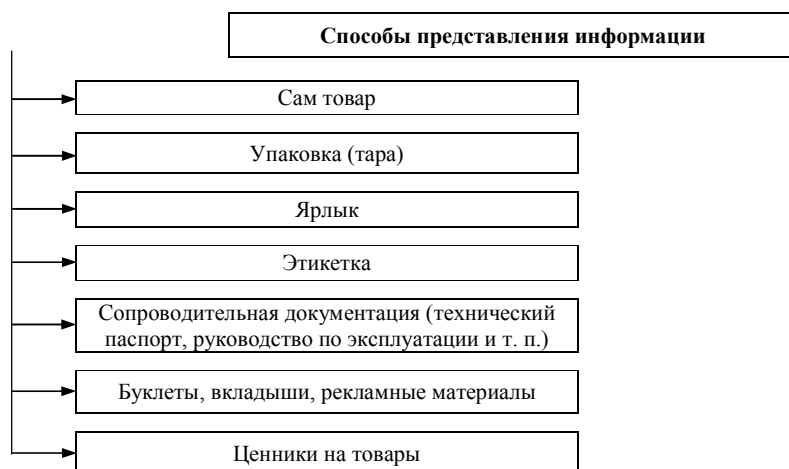 Способы представления информации
Сам товар
Упаковка (тара)
Ярлык
Этикетка
Сопроводительная документация (технический
паспорт, руководство по эксплуатации и т. п.)
Буклеты, вкладыши, рекламные материалы
Ценники на товары